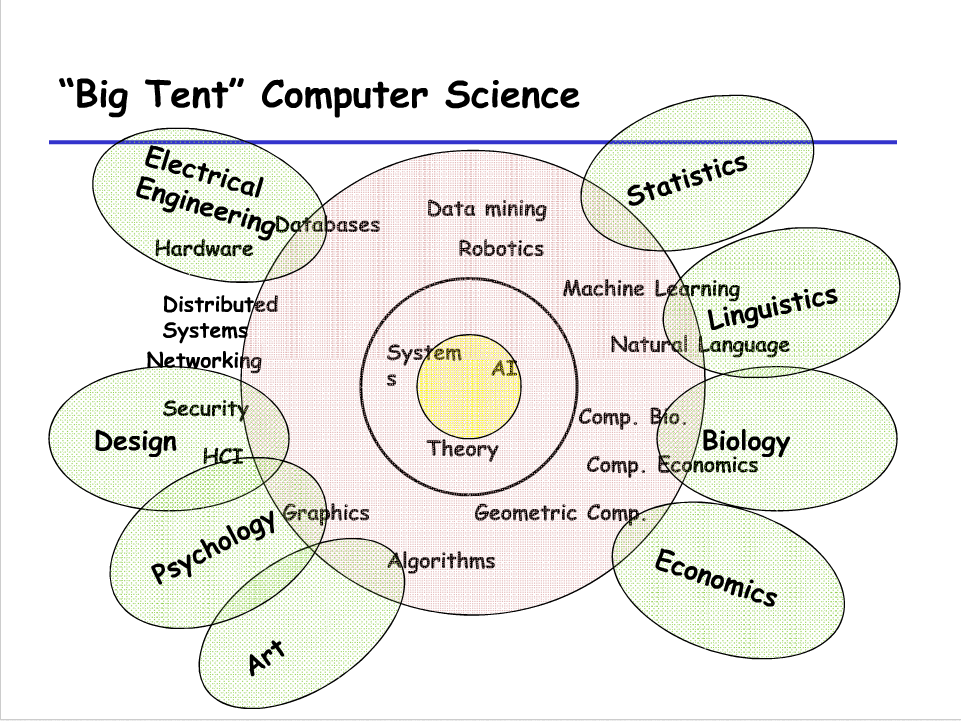 “Big Tent” Computer Science
Electrical
Engineering
Statistics
Databases
Data mining
Hardware
Robotics
Machine Learning
Linguistics
Distributed
Systems
Natural Language
Networking
System
s
AI
Security
Comp. Bio.
Design
Biology
HCI
Theory
Comp. Economics
Graphics
Geometric Comp.
Psychology
Algorithms
Economics
Art